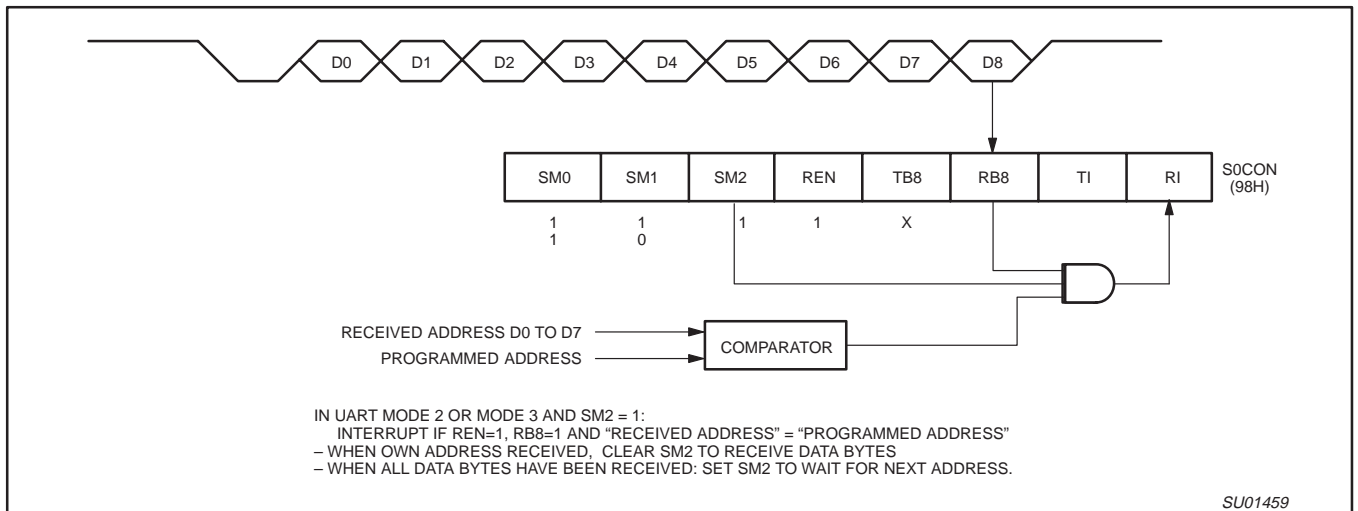 D0 D1 D2 D3 D4 D5 D6 D7 D8
SM0 SM1 SM2 REN TB8 RB8 TI RI
S0CON
(98H)
1 1 1 1 X
1 0
RECEIVED ADDRESS D0 TO D7
PROGRAMMED ADDRESS
COMPARATOR
IN UART MODE 2 OR MODE 3 AND SM2 = 1:
INTERRUPT IF REN=1, RB8=1 AND “RECEIVED ADDRESS” = “PROGRAMMED ADDRESS”
– WHEN OWN ADDRESS RECEIVED, CLEAR SM2 TO RECEIVE DATA BYTES
– WHEN ALL DATA BYTES HAVE BEEN RECEIVED: SET SM2 TO WAIT FOR NEXT ADDRESS.
SU01459